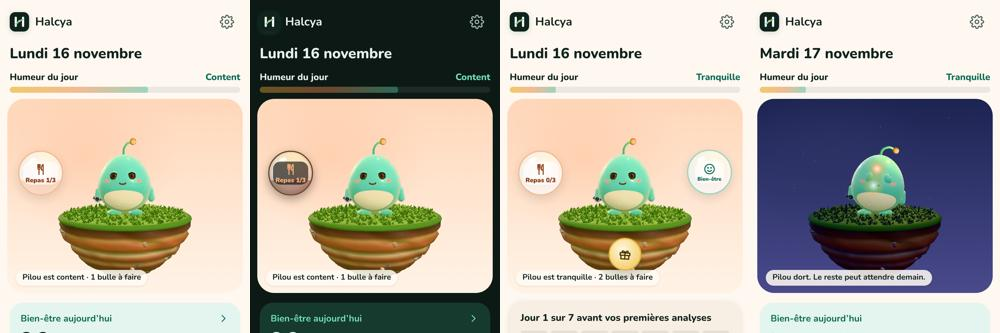 Halcya
Lundi 16 novembre
Humeur du jour Content
Repas 1/3
Pilou est content · 1 bulle à faire
Bien-être aujourd'hui
Halcya
Lundi 16 novembre
Humeur du jour Content
Repas 1/3
Pilou est content · 1 bulle à faire
Bien-être aujourd'hui
Halcya
Lundi 16 novembre
Humeur du jour Tranquille
Repas 0/3
Bien-être
Pilou est tranquille · 2 bulles à faire
Jour 1 sur 7 avant vos premières analyses
Halcya
Mardi 17 novembre
Humeur du jour Tranquille
Pilou dort. Le reste peut attendre demain.
Bien-être aujourd'hui